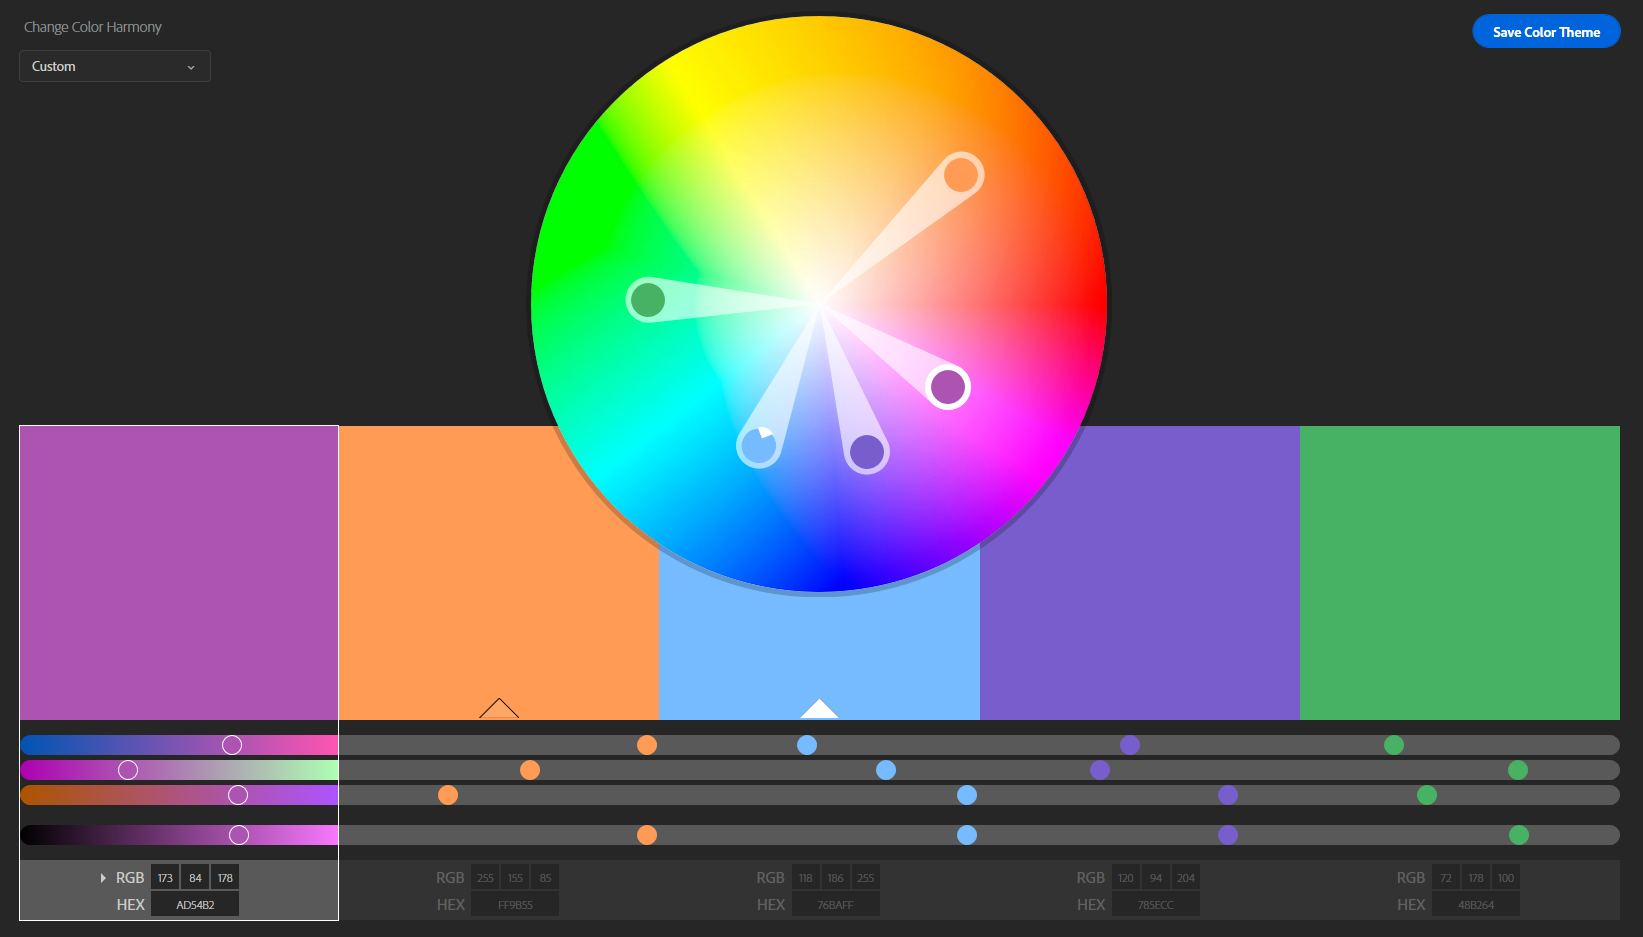 Change Color Harmony
Save Color Theme
Custom
RGB 173 84 178
HEX AD54B2
RGB 255 155 85
HEX FF9B55
RGB 118 186 255
HEX 76BAFF
RGB 120 94 204
HEX 785ECC
RGB 72 178 100
HEX 48B264